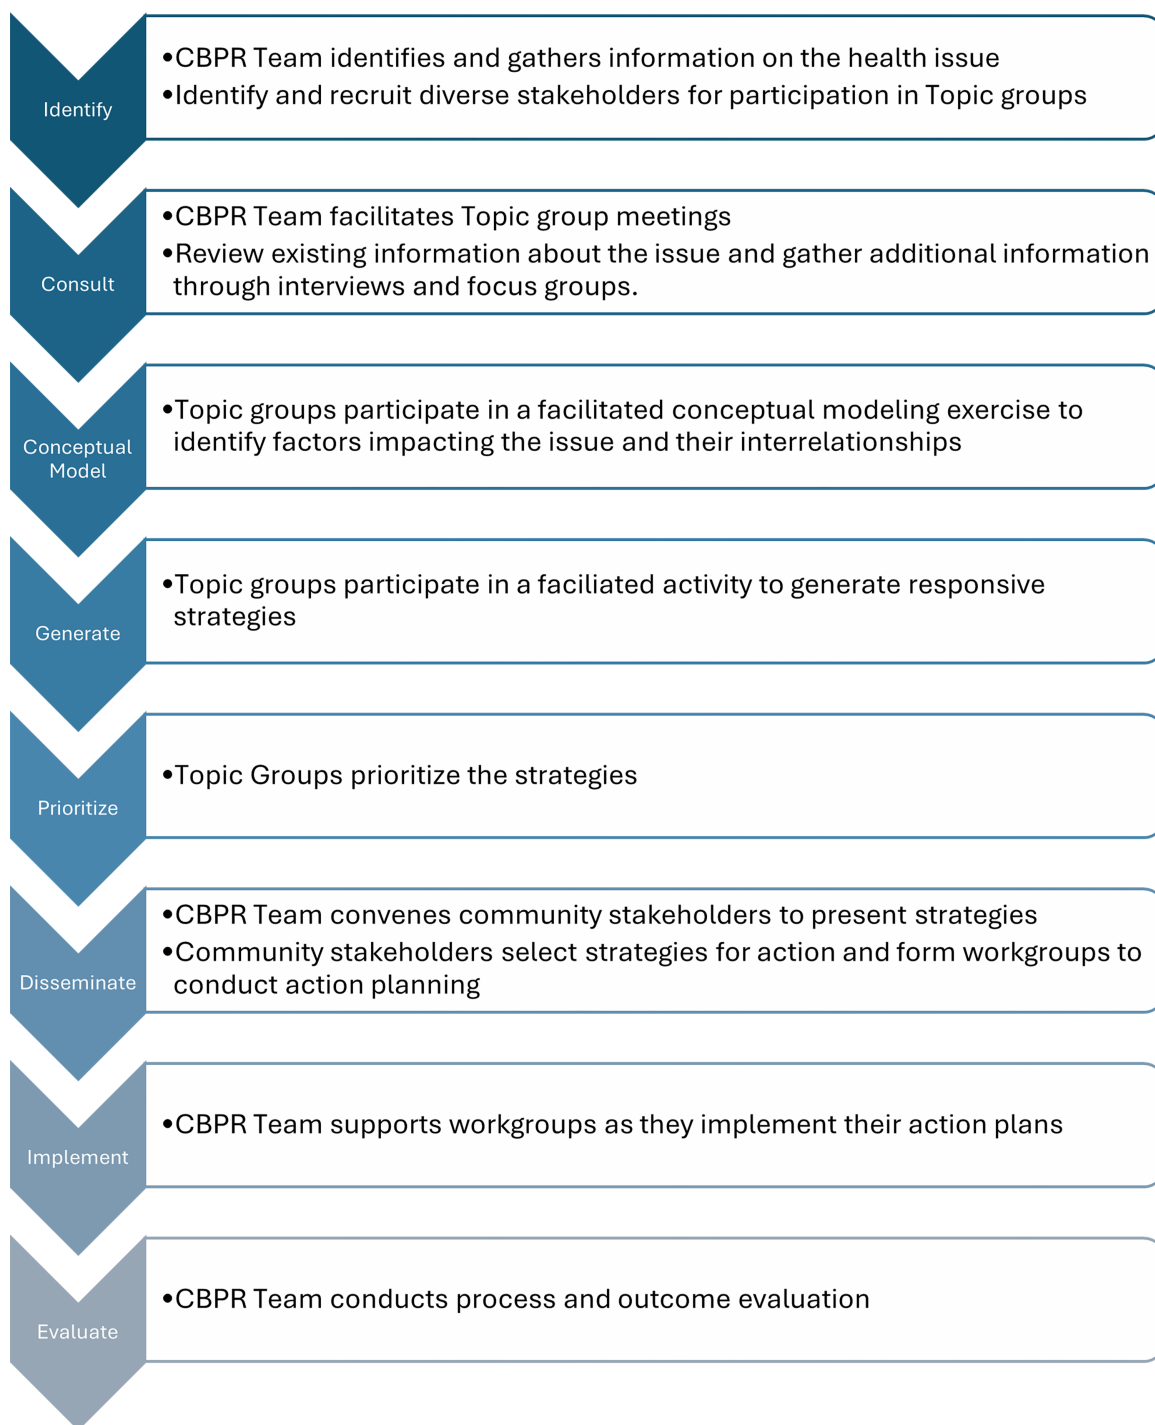 Identify
•CBPR Team identifies and gathers information on the health issue
•Identify and recruit diverse stakeholders for participation in Topic groups
Consult
•CBPR Team facilitates Topic group meetings
•Review existing information about the issue and gather additional information
through interviews and focus groups.
Conceptual
Model
•Topic groups participate in a facilitated conceptual modeling exercise to
identify factors impacting the issue and their interrelationships
Generate
•Topic groups participate in a faciliated activity to generate responsive
strategies
Prioritize
•Topic Groups prioritize the strategies
Disseminate
•CBPR Team convenes community stakeholders to present strategies
•Community stakeholders select strategies for action and form workgroups to
conduct action planning
Implement
•CBPR Team supports workgroups as they implement their action plans
Evaluate
•CBPR Team conducts process and outcome evaluation